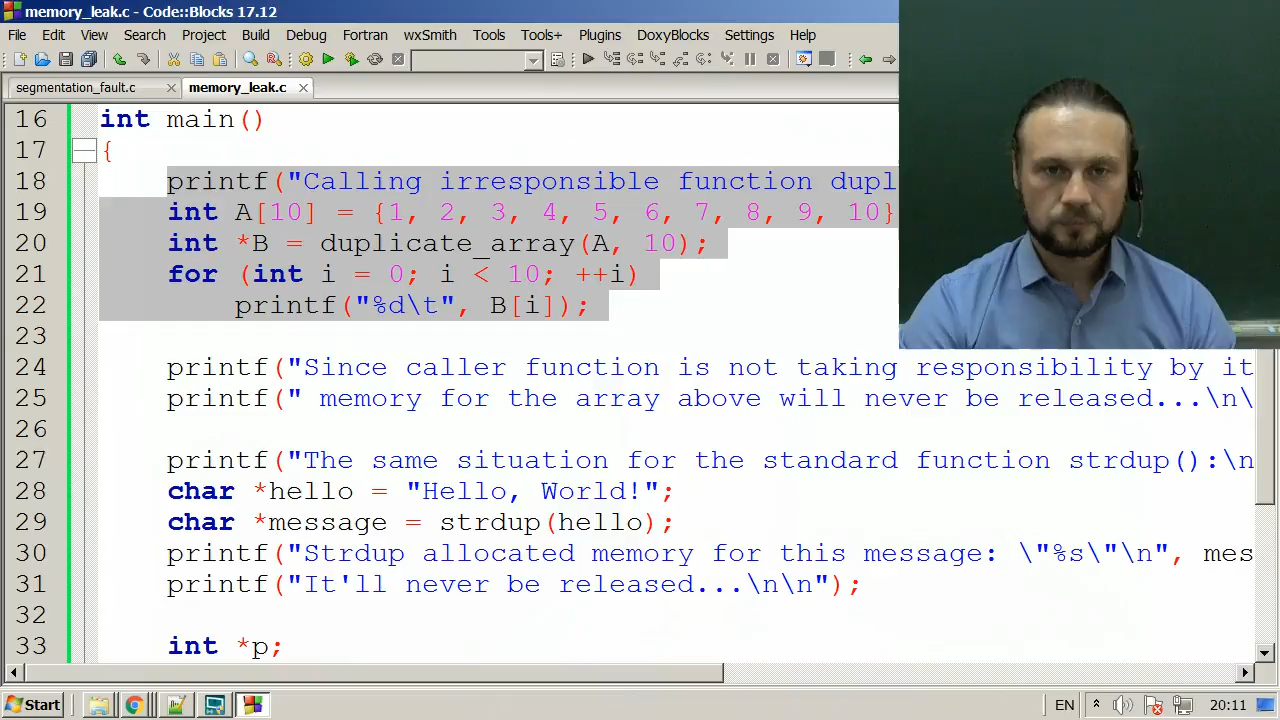 memory_leak.c - Code::Blocks 17.12
File Edit View Search Project Build Debug Fortran wxSmith Tools Tools+ Plugins DoxyBlocks Settings Help
segmentation_fault.c memory_leak.c
16 int main()
17 {
18 printf("Calling irresponsible function dupl
19 int A[10] = {1, 2, 3, 4, 5, 6, 7, 8, 9, 10}
20 int *B = duplicate_array(A, 10);
21 for (int i = 0; i < 10; ++i)
22 printf("%d\t", B[i]);
23
24 printf("Since caller function is not taking responsibility by it
25 printf(" memory for the array above will never be released...\n\
26
27 printf("The same situation for the standard function strdup():\n
28 char *hello = "Hello, World!";
29 char *message = strdup(hello);
30 printf("Strdup allocated memory for this message: \"%s\"\n", mes
31 printf("It'll never be released...\n\n");
32
33 int *p;
Start EN 20:11